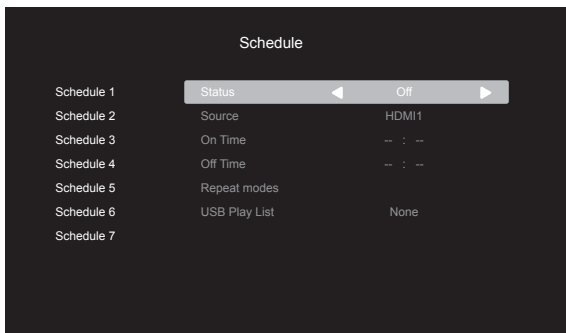 Schedule
Schedule 1 Status Off
Schedule 2 Source HDMI1
Schedule 3 On Time -- : --
Schedule 4 Off Time -- : --
Schedule 5 Repeat modes
Schedule 6 USB Play List None
Schedule 7